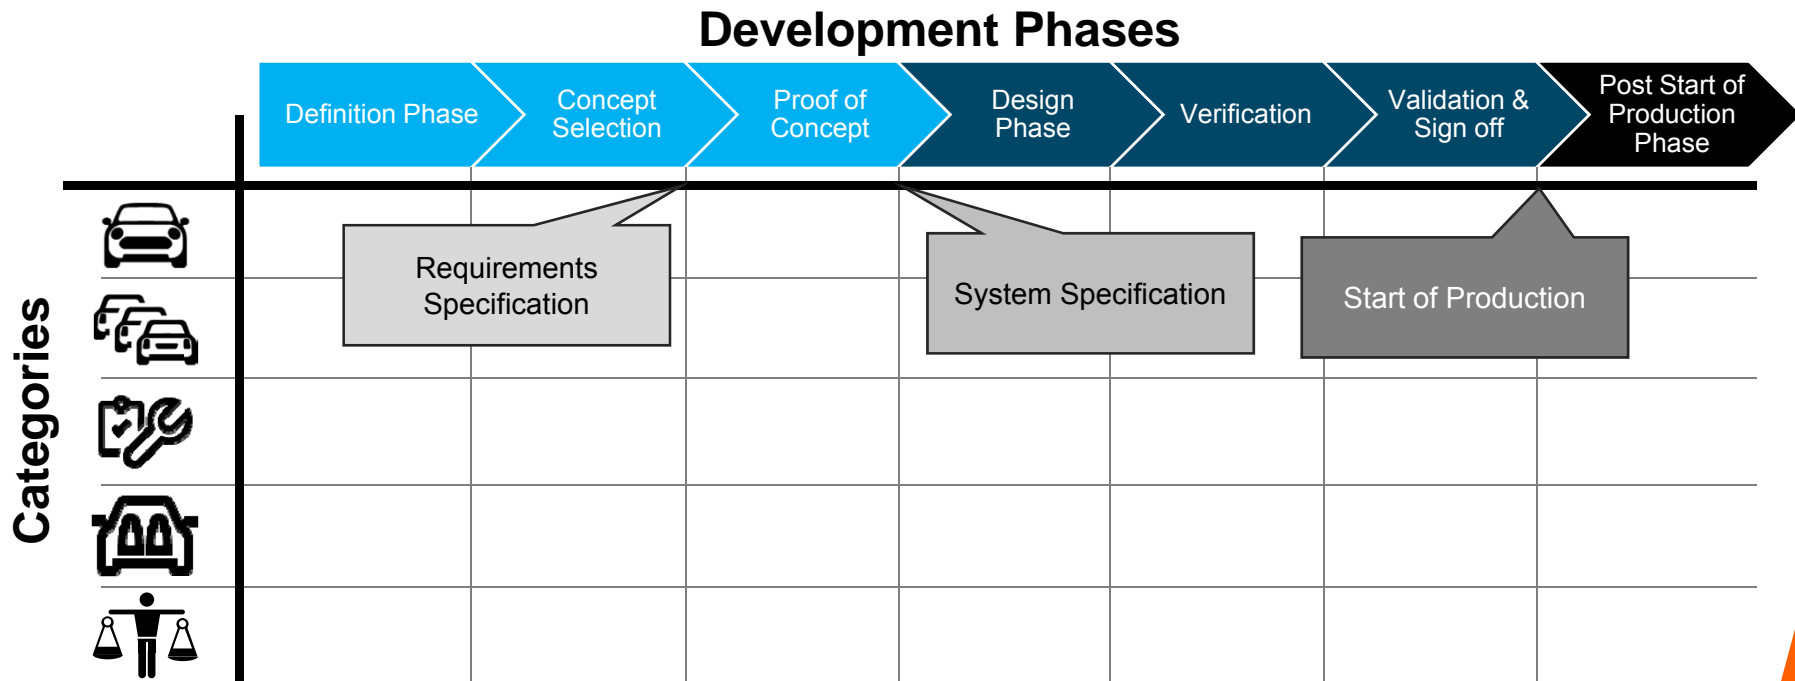 Development Phases
Definition Phase
Concept
Selection
Proof of
Concept
Design
Phase
Verification
Validation &
Sign off
Post Start of
Production
Phase
Categories
Requirements
Specification
System Specification
Start of Production